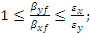 1 ≤ β_yf / β_xf ≤ ε_x / ε_y ;